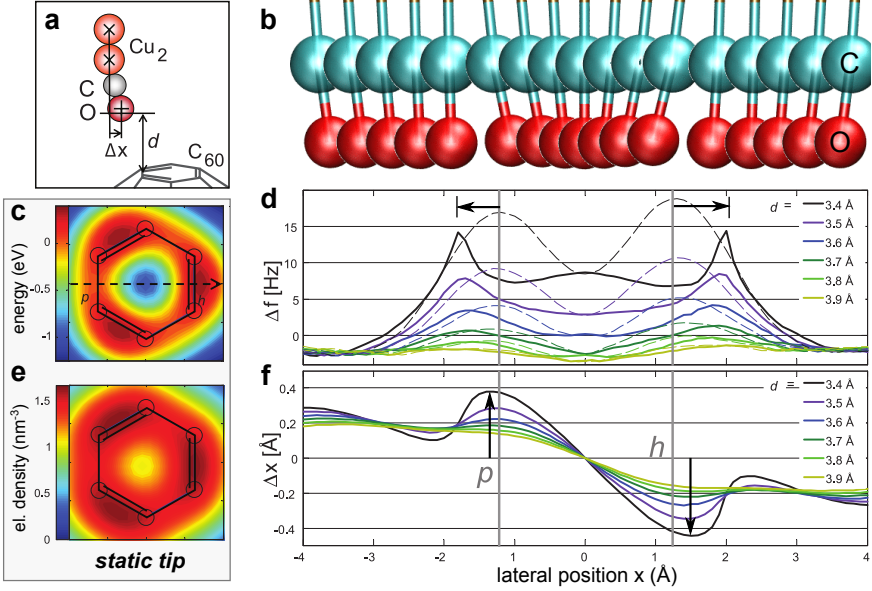 a
Cu2
C
O
Δx
d
C60
b
C
O
c
energy (eV)
0
-0.5
-1
p
h
e
el. density (nm-3)
1.5
1
0.5
0
static tip
d
Δf [Hz]
15
10
5
0
d =
3.4 Å
3.5 Å
3.6 Å
3.7 Å
3.8 Å
3.9 Å
f
Δx [Å]
0.4
0.2
0
-0.2
-0.4
p
h
d =
3.4 Å
3.5 Å
3.6 Å
3.7 Å
3.8 Å
3.9 Å
-4
-3
-2
-1
0
1
2
3
4
lateral position x (Å)